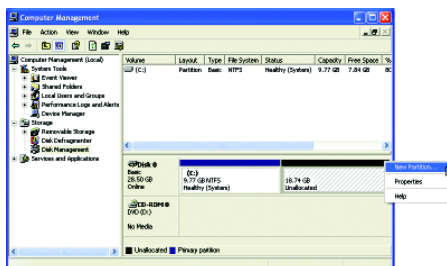 Computer Management
File Action View Window Help
Computer Management (Local)
System Tools
Event Viewer
Shared Folders
Local Users and Groups
Performance Logs and Alerts
Device Manager
Storage
Removable Storage
Disk Defragmenter
Disk Management
Services and Applications
Volume Layout Type File System Status Capacity Free Space %
(C:) Partition Basic NTFS Healthy (System) 9.77 GB 7.84 GB 80
Disk 0
Basic
28.50 GB
Online
(C:)
9.77 GB NTFS
Healthy (System)
18.74 GB
Unallocated
New Partition...
Properties
Help
CD-ROM 0
DVD (D:)
No Media
Unallocated Primary partition